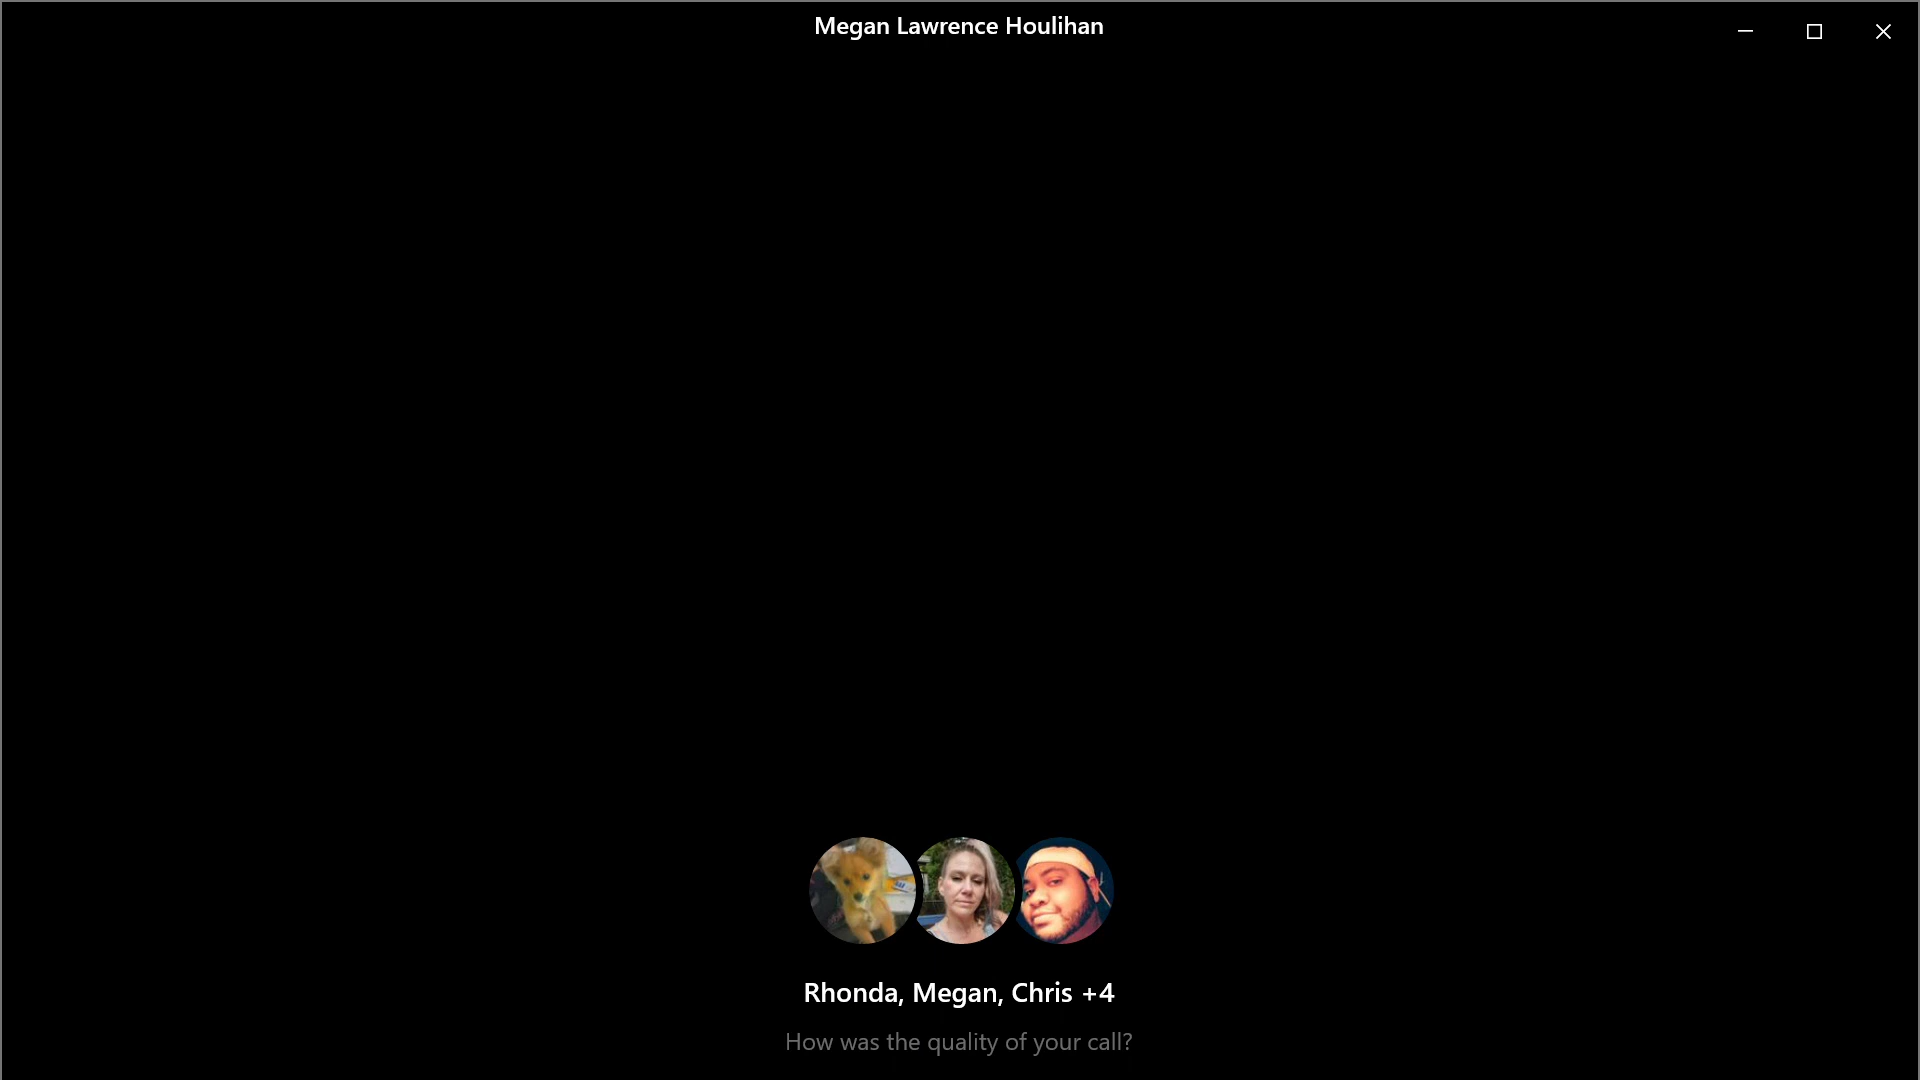 Megan Lawrence Houlihan
Rhonda, Megan, Chris +4
How was the quality of your call?